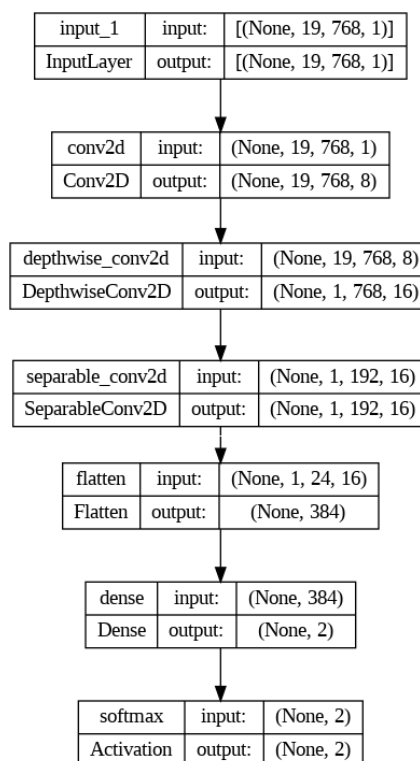 input_1 input: [(None, 19, 768, 1)]
InputLayer output: [(None, 19, 768, 1)]
conv2d input: (None, 19, 768, 1)
Conv2D output: (None, 19, 768, 8)
depthwise_conv2d input: (None, 19, 768, 8)
DepthwiseConv2D output: (None, 1, 768, 16)
separable_conv2d input: (None, 1, 192, 16)
SeparableConv2D output: (None, 1, 192, 16)
flatten input: (None, 1, 24, 16)
Flatten output: (None, 384)
dense input: (None, 384)
Dense output: (None, 2)
softmax input: (None, 2)
Activation output: (None, 2)